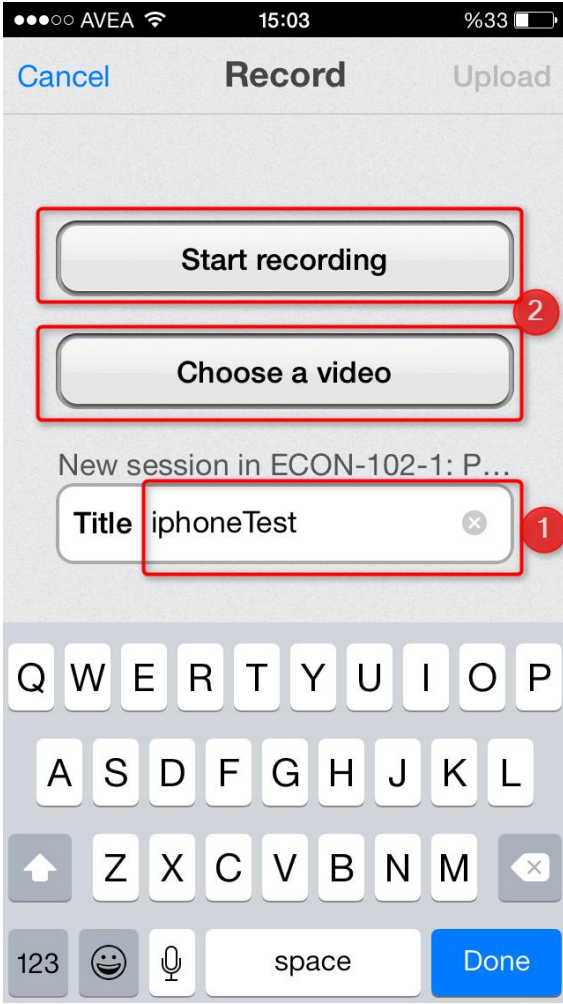 AVEA 15:03 %33
Cancel Record Upload
Start recording
2
Choose a video
New session in ECON-102-1: P...
Title iphoneTest
1
Q W E R T Y U I O P
A S D F G H J K L
Z X C V B N M
123 space Done